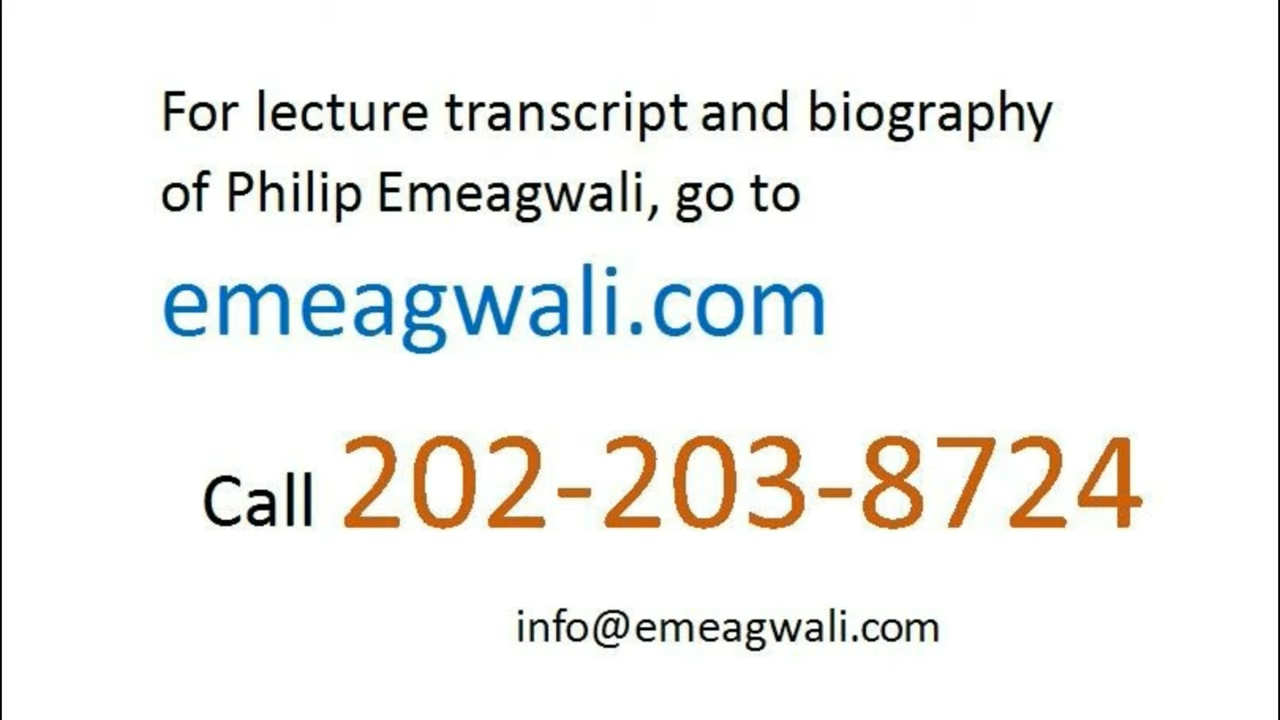 For lecture transcript and biography
of Philip Emeagwali, go to
emeagwali.com
Call 202-203-8724
info@emeagwali.com